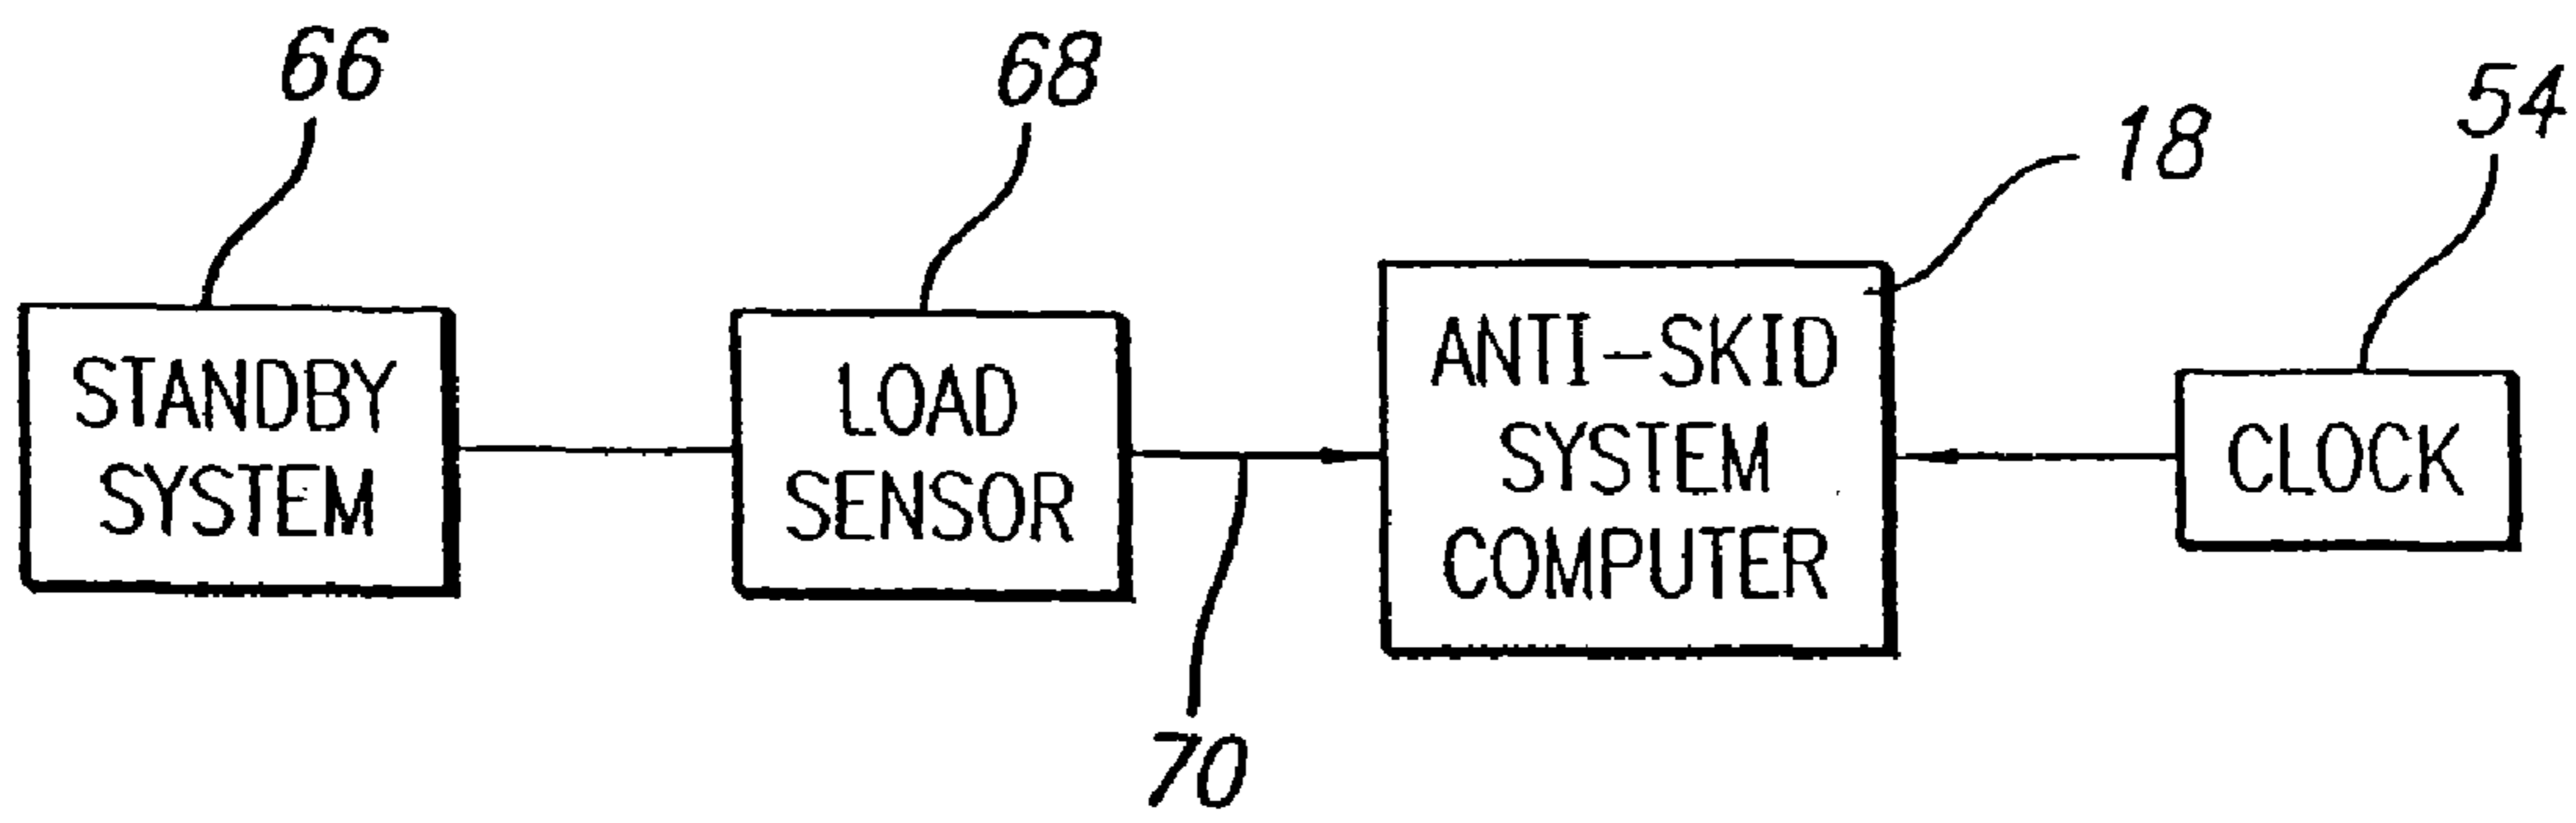 66
68
18
54
STANDBY
SYSTEM
LOAD
SENSOR
ANTI-SKID
SYSTEM
COMPUTER
CLOCK
70